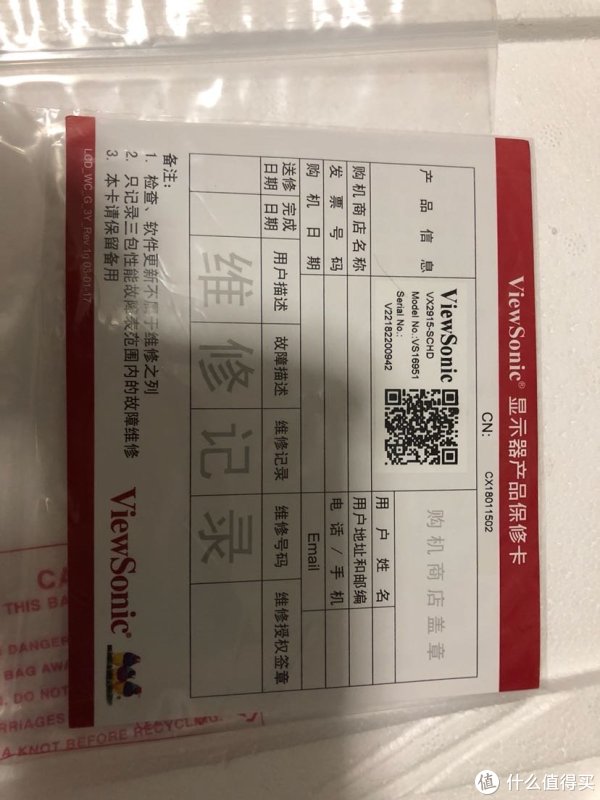 ViewSonic® 显示器产品保修卡
CN: CX18011502
产品信息
ViewSonic
VX2915-SCHD
Model No.:VS16951
Serial No.:
V22182200942
购机商店盖章
购机商店名称
用户姓名
发票号码
用户地址和邮编
购机日期
电话/手机
Email
送修日期
完成日期
用户描述
故障描述
维修记录
维修号码
维修授权签章
维修记录
备注：
1. 检查、软件更新不属于维修之列
2. 只记录三包性能故障表范围内的故障维修
3. 本卡请保留备用
LCD_WC_G_3Y_Rev.1g 03-01-17
ViewSonic®
THIS BA
DANGER
BAG AWA
DO NOT
RRIAGES
A KNOT BEFORE RECYCLING.
值 什么值得买